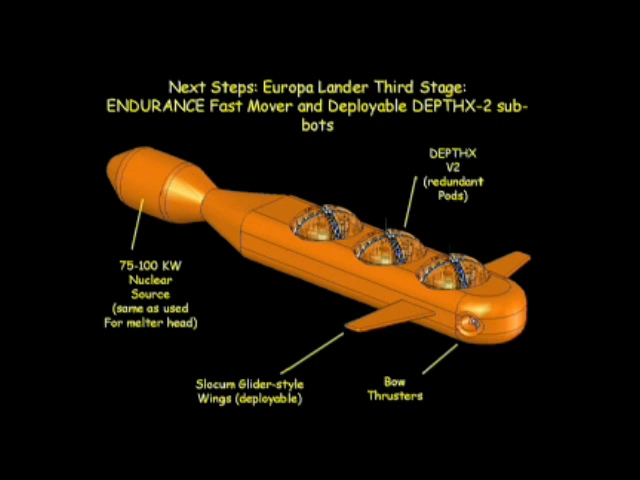 Next Steps: Europa Lander Third Stage:
ENDURANCE Fast Mover and Deployable DEPTHX-2 sub-
bots
DEPTHX
V2
(redundant
Pods)
75-100 KW
Nuclear
Source
(same as used
For melter head)
Slocum Glider-style
Wings (deployable)
Bow
Thrusters